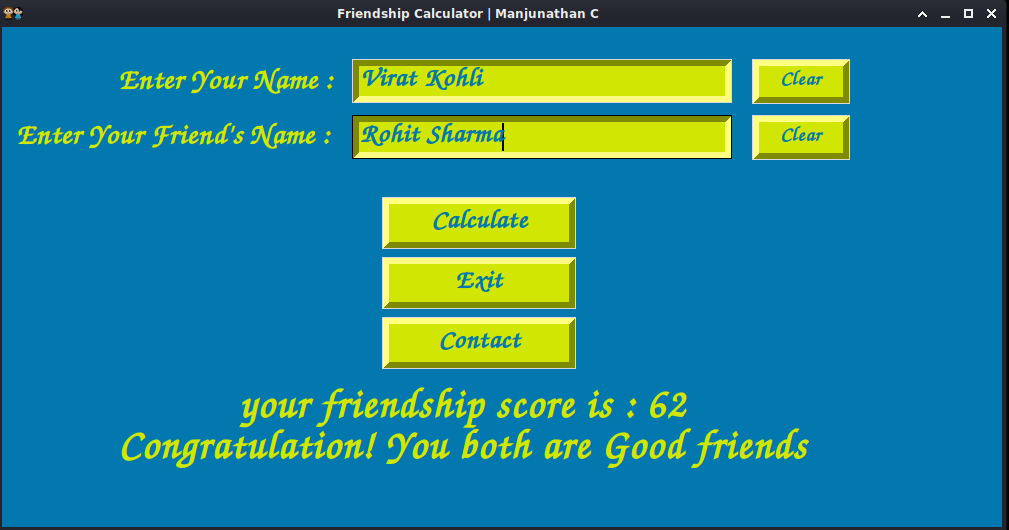 Friendship Calculator | Manjunathan C
Enter Your Name : Virat Kohli Clear
Enter Your Friend's Name : Rohit Sharma Clear
Calculate
Exit
Contact
your friendship score is : 62
Congratulation! You both are Good friends